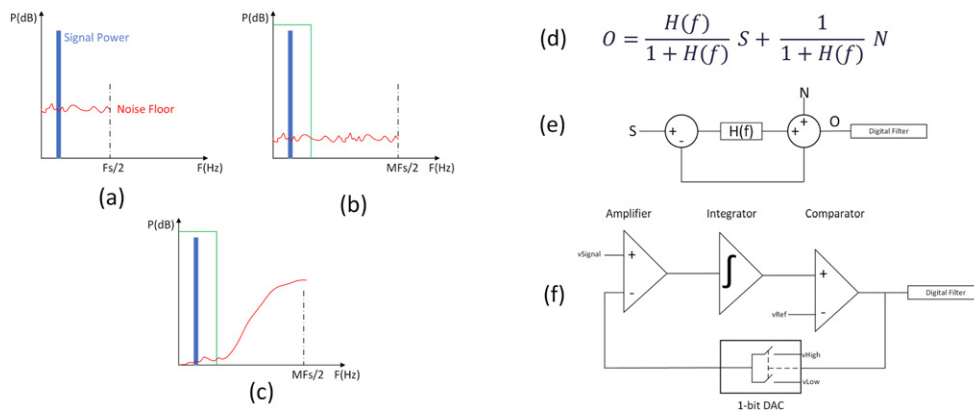 P(dB)
Signal Power
Noise Floor
Fs/2
F(Hz)
(a)
P(dB)
MFs/2
F(Hz)
(b)
P(dB)
MFs/2
F(Hz)
(c)
(d)
O = H(f) / 1 + H(f) S + 1 / 1 + H(f) N
(e)
S
+
-
H(f)
N
+
+
O
Digital Filter
(f)
Amplifier
Integrator
Comparator
vSignal
+
-
∫
+
-
vRef
Digital Filter
vHigh
vLow
1-bit DAC